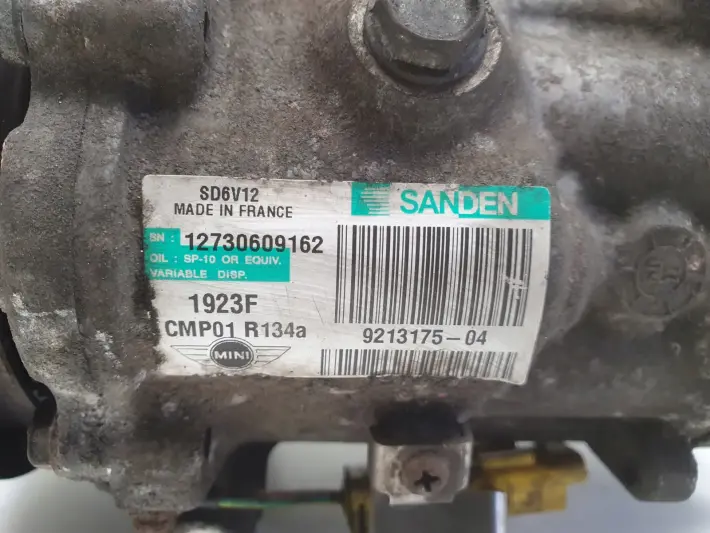 SD6V12
MADE IN FRANCE
SANDEN
SN : 12730609162
OIL : SP-10 OR EQUIV.
VARIABLE DISP.
1923F
CMP01 R134a
MINI
9213175-04